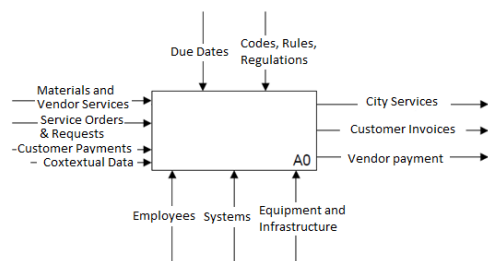 Due Dates
Codes, Rules,
Regulations
Materials and
Vendor Services
Service Orders
& Requests
Customer Payments
Coxtextual Data
A0
City Services
Customer Invoices
Vendor payment
Employees
Systems
Equipment and
Infrastructure